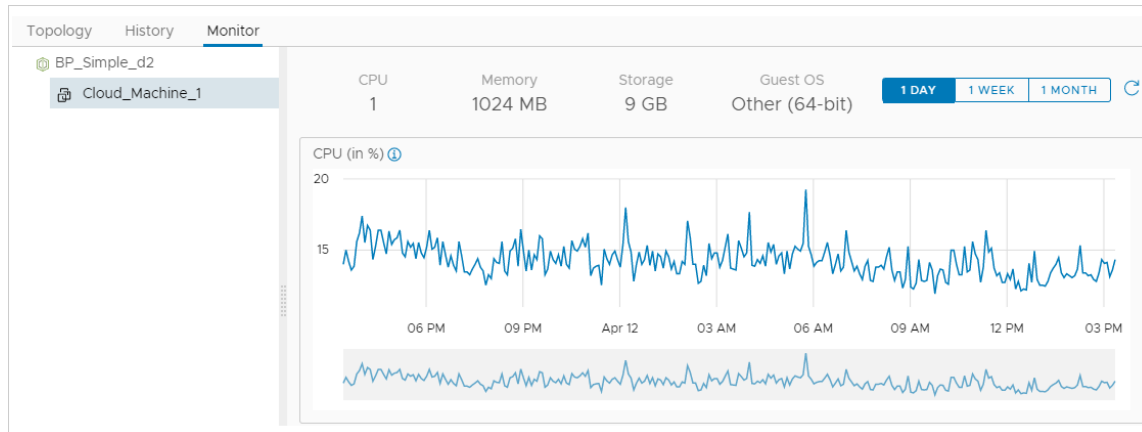 Topology History Monitor
BP_Simple_d2
Cloud_Machine_1
CPU Memory Storage Guest OS
1 1024 MB 9 GB Other (64-bit)
1 DAY 1 WEEK 1 MONTH
CPU (in %)
20
15
06 PM 09 PM Apr 12 03 AM 06 AM 09 AM 12 PM 03 PM